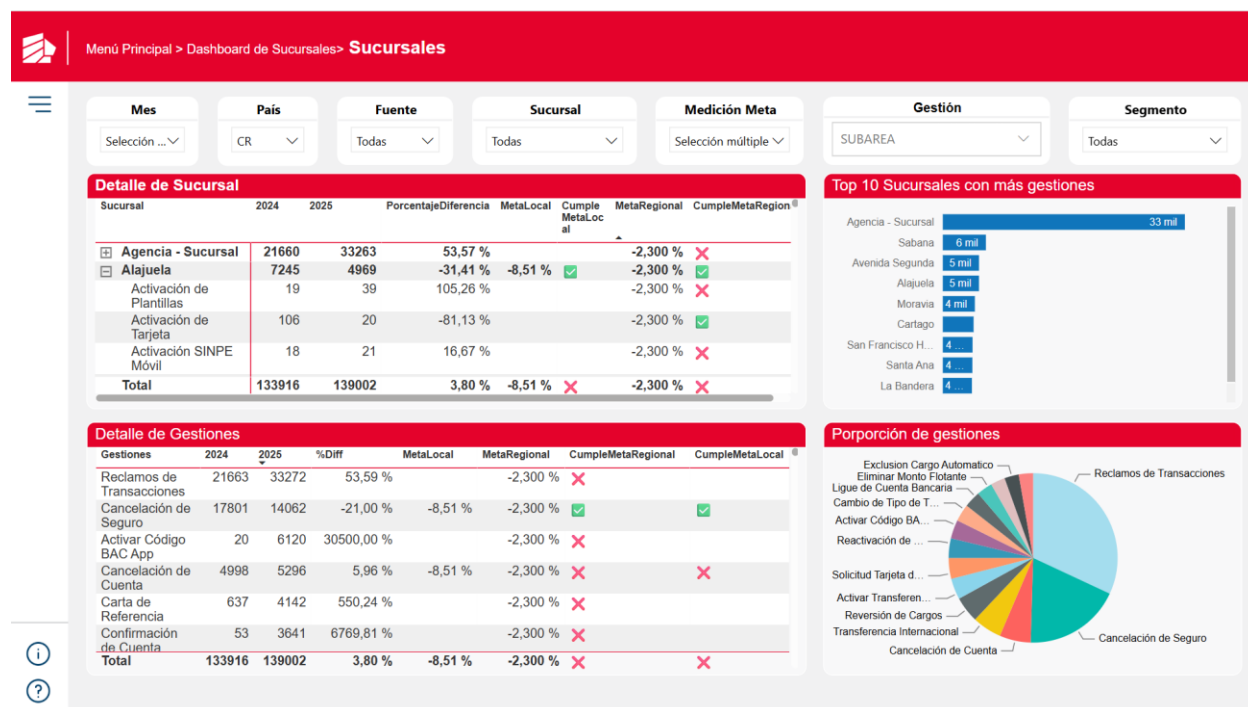 Menú Principal > Dashboard de Sucursales> Sucursales
Mes País Fuente Sucursal Medición Meta Gestión Segmento
Selección ... CR Todas Todas Selección múltiple SUBAREA Todas
Detalle de Sucursal
Sucursal 2024 2025 PorcentajeDiferencia MetaLocal Cumple MetaRegional CumpleMetaRegion
MetaLoc
al
Agencia - Sucursal 21660 33263 53,57 % -2,300 % ❌
Alajuela 7245 4969 -31,41 % -8,51 % ✅ -2,300 % ✅
Activación de 19 39 105,26 % -2,300 % ❌
Plantillas
Activación de 106 20 -81,13 % -2,300 % ✅
Tarjeta
Activación SINPE 18 21 16,67 % -2,300 % ❌
Móvil
Total 133916 139002 3,80 % -8,51 % ❌ -2,300 % ❌
Top 10 Sucursales con más gestiones
Agencia - Sucursal 33 mil
Sabana 6 mil
Avenida Segunda 5 mil
Alajuela 5 mil
Moravia 4 mil
Cartago
San Francisco H... 4 ...
Santa Ana 4 ...
La Bandera 4 ...
Detalle de Gestiones
Gestiones 2024 2025 %Diff MetaLocal MetaRegional CumpleMetaRegional CumpleMetaLocal
Reclamos de 21663 33272 53,59 % -2,300 % ❌
Transacciones
Cancelación de 17801 14062 -21,00 % -8,51 % -2,300 % ✅ ✅
Seguro
Activar Código 20 6120 30500,00 % -2,300 % ❌
BAC App
Cancelación de 4998 5296 5,96 % -8,51 % -2,300 % ❌ ❌
Cuenta
Carta de 637 4142 550,24 % -2,300 % ❌
Referencia
Confirmación 53 3641 6769,81 % -2,300 % ❌
de Cuenta
Total 133916 139002 3,80 % -8,51 % -2,300 % ❌ ❌
Porporción de gestiones
Exclusion Cargo Automatico
Eliminar Monto Flotante
Ligue de Cuenta Bancaria
Cambio de Tipo de T...
Activar Código BA...
Reactivación de ...
Solicitud Tarjeta d...
Activar Transferen...
Reversión de Cargos
Transferencia Internacional
Cancelación de Cuenta
Reclamos de Transacciones
Cancelación de Seguro